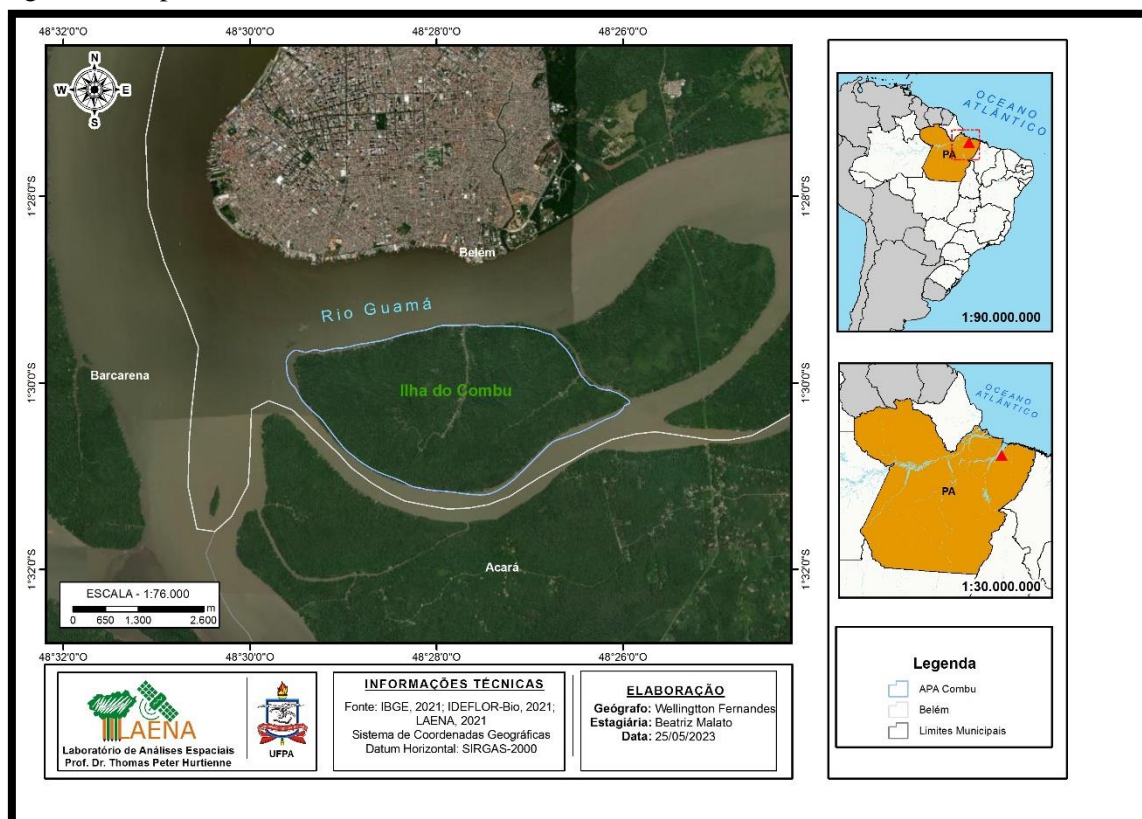 48°32'0"O
48°30'0"O
48°28'0"O
48°26'0"O
N
W
E
S
1°28'0"S
1°28'0"S
1°30'0"S
1°30'0"S
1°32'0"S
1°32'0"S
Belém
Rio Guamá
Barcarena
Ilha do Combu
Acará
ESCALA - 1:76.000
m
0 650 1.300 2.600
48°32'0"O
48°30'0"O
48°28'0"O
48°26'0"O
OCEANO
ATLÂNTICO
PA
1:90.000.000
OCEANO
ATLÂNTICO
PA
1:30.000.000
Legenda
APA Combu
Belém
Limites Municipais
LAENA
Laboratório de Análises Espaciais
Prof. Dr. Thomas Peter Hurtienne
UFPA
INFORMAÇÕES TÉCNICAS
Fonte: IBGE, 2021; IDEFLOR-Bio, 2021;
LAENA, 2021
Sistema de Coordenadas Geográficas
Datum Horizontal: SIRGAS-2000
ELABORAÇÃO
Geógrafo: Wellingtton Fernandes
Estagiária: Beatriz Malato
Data: 25/05/2023